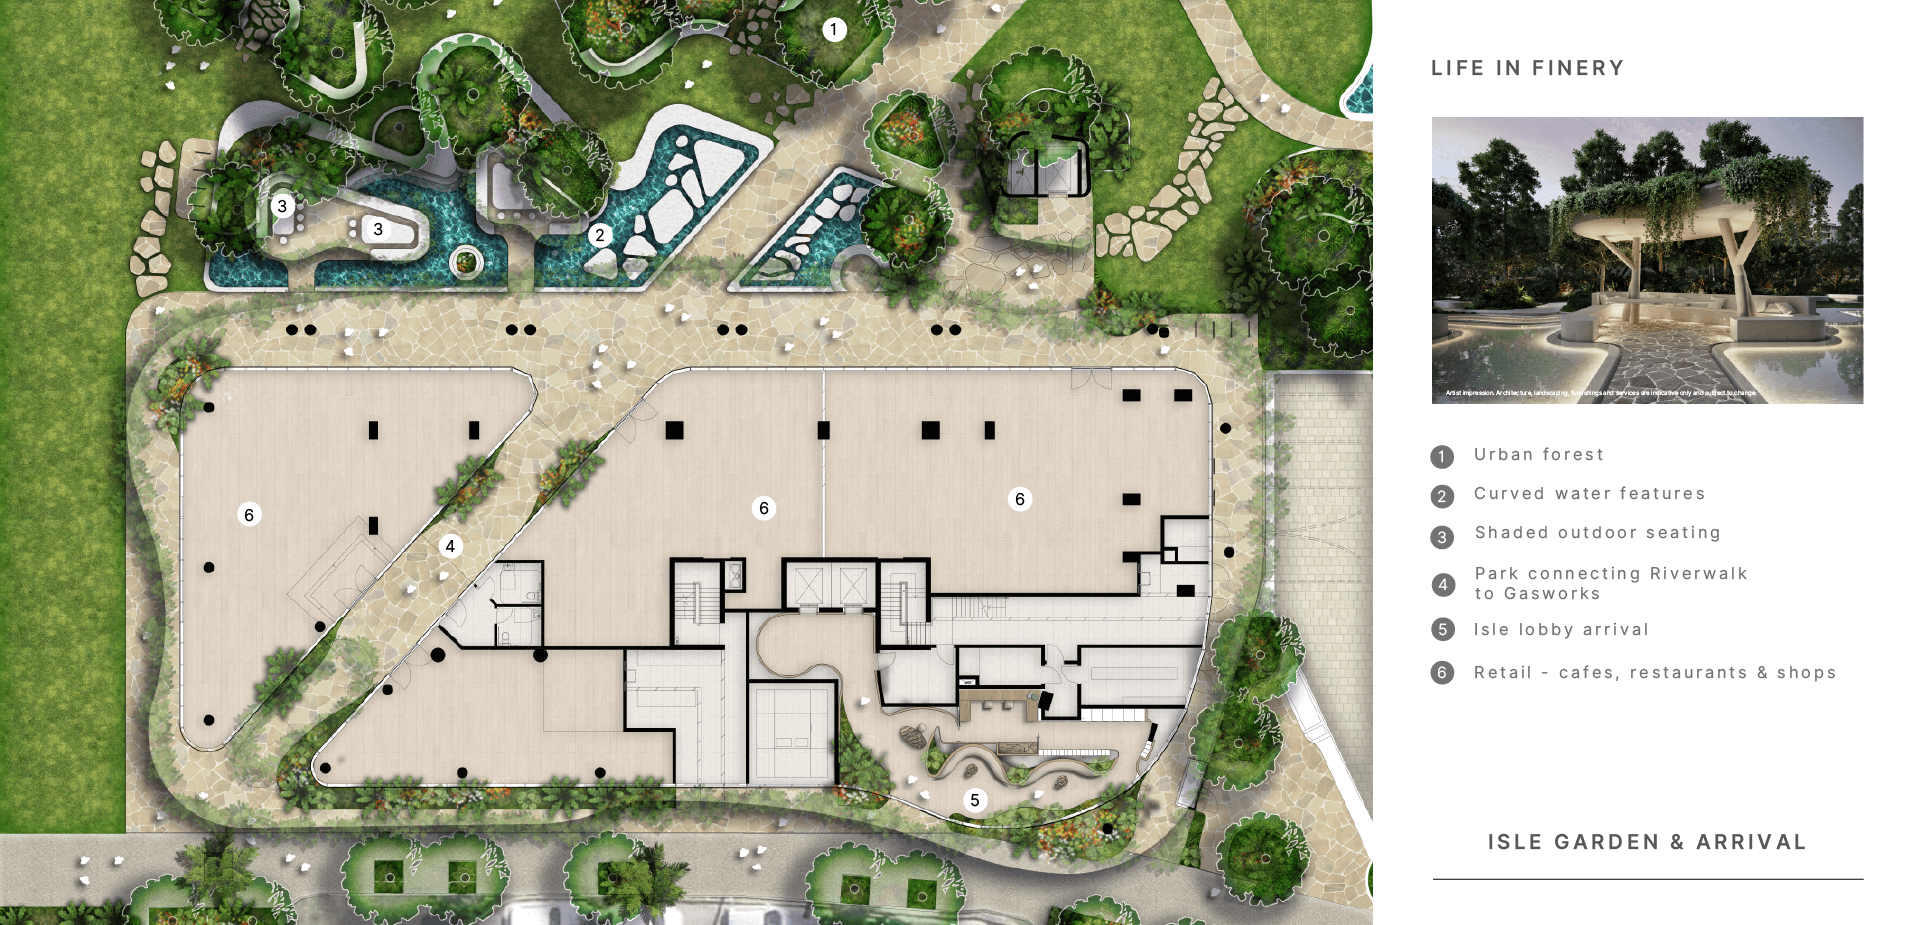 1
3
3
2
6
6
6
4
5
LIFE IN FINERY
Artist impression. Architecture, landscaping, furnishings and services are indicative only and subject to change.
1 Urban forest
2 Curved water features
3 Shaded outdoor seating
4 Park connecting Riverwalk
to Gasworks
5 Isle lobby arrival
6 Retail - cafes, restaurants & shops
ISLE GARDEN & ARRIVAL